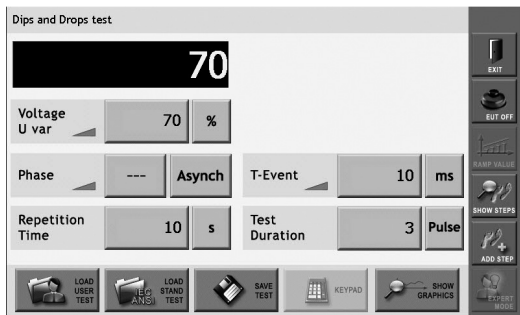 Dips and Drops test
70
EXIT
Voltage
U var
70 %
EUT OFF
RAMP VALUE
Phase --- Asynch T-Event 10 ms
SHOW STEPS
Repetition
Time
10 s
Test
Duration
3 Pulse
ADD STEP
LOAD
USER
TEST
IEC
ANSI
LOAD
STAND
TEST
SAVE
TEST
KEYPAD
SHOW
GRAPHICS
EXPERT
MODE